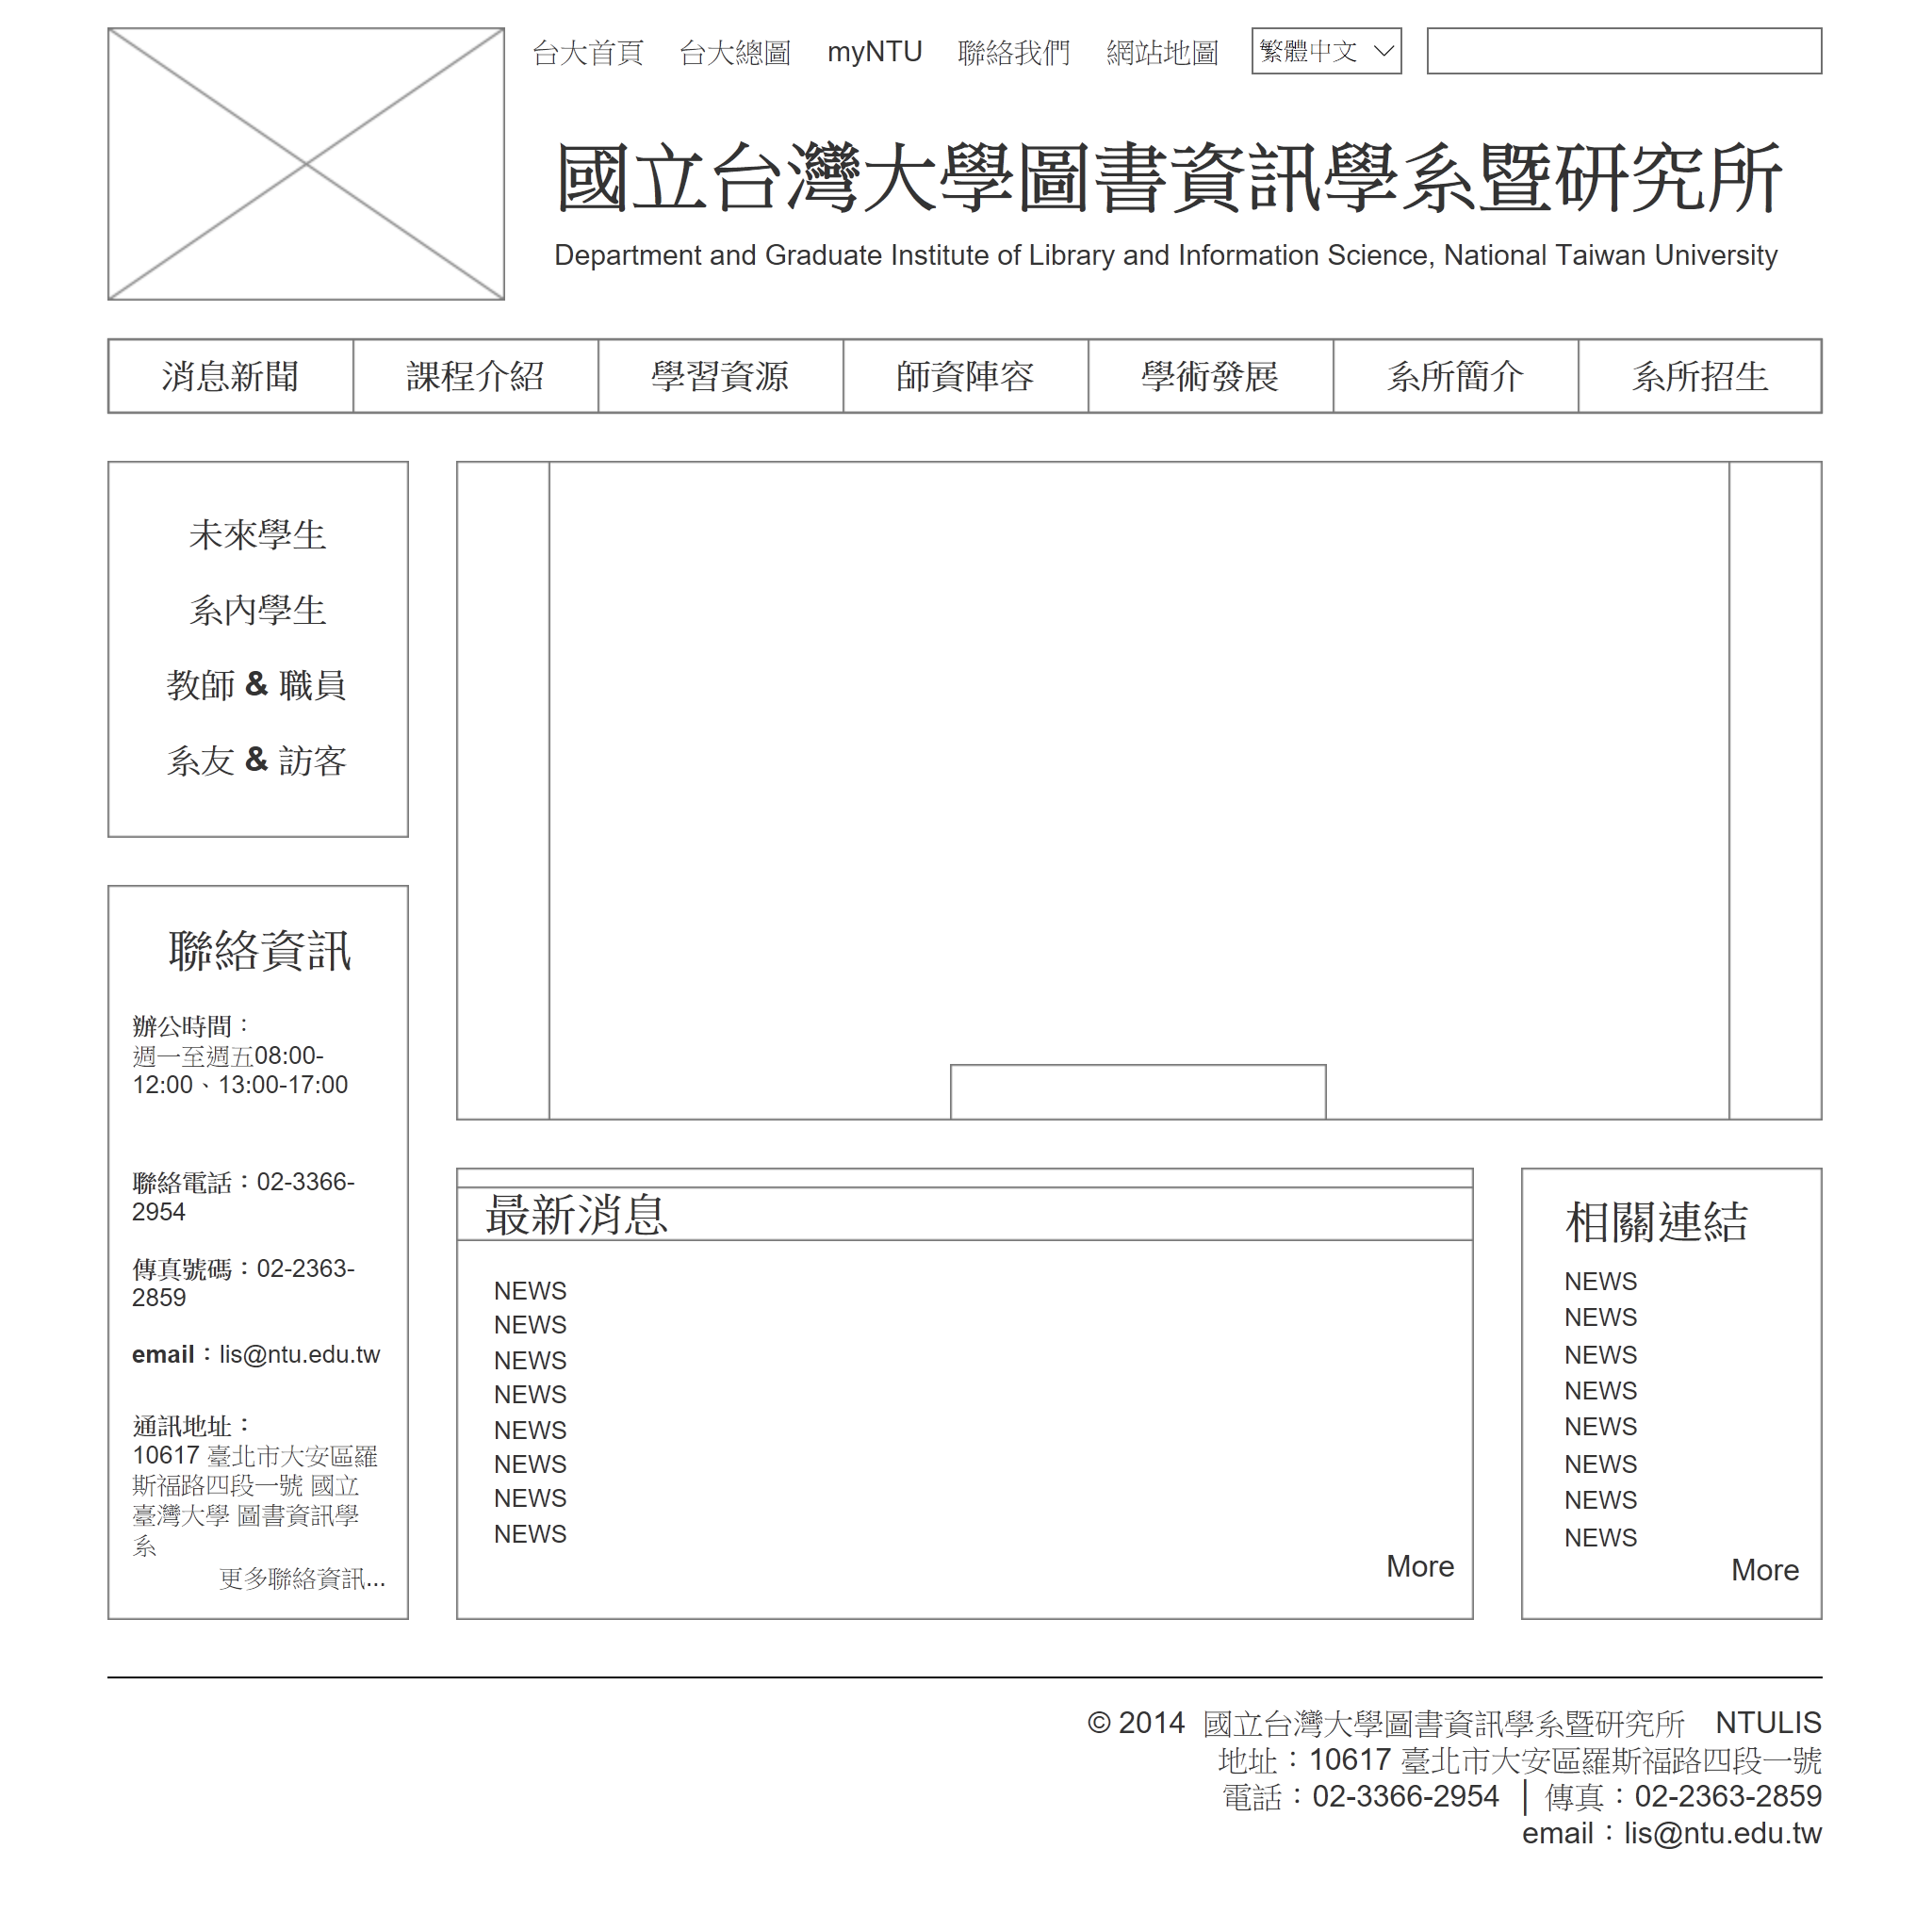 台大首頁 台大總圖 myNTU 聯絡我們 網站地圖 繁體中文
國立台灣大學圖書資訊學系暨研究所
Department and Graduate Institute of Library and Information Science, National Taiwan University
消息新聞 課程介紹 學習資源 師資陣容 學術發展 系所簡介 系所招生
未來學生
系內學生
教師 & 職員
系友 & 訪客
聯絡資訊
辦公時間：
週一至週五08:00-
12:00、13:00-17:00
聯絡電話：02-3366-
2954
傳真號碼：02-2363-
2859
email：lis@ntu.edu.tw
通訊地址：
10617 臺北市大安區羅
斯福路四段一號 國立
臺灣大學 圖書資訊學
系
更多聯絡資訊...
最新消息
NEWS
NEWS
NEWS
NEWS
NEWS
NEWS
NEWS
NEWS
More
相關連結
NEWS
NEWS
NEWS
NEWS
NEWS
NEWS
NEWS
NEWS
More
© 2014 國立台灣大學圖書資訊學系暨研究所 NTULIS
地址：10617 臺北市大安區羅斯福路四段一號
電話：02-3366-2954 │ 傳真：02-2363-2859
email：lis@ntu.edu.tw